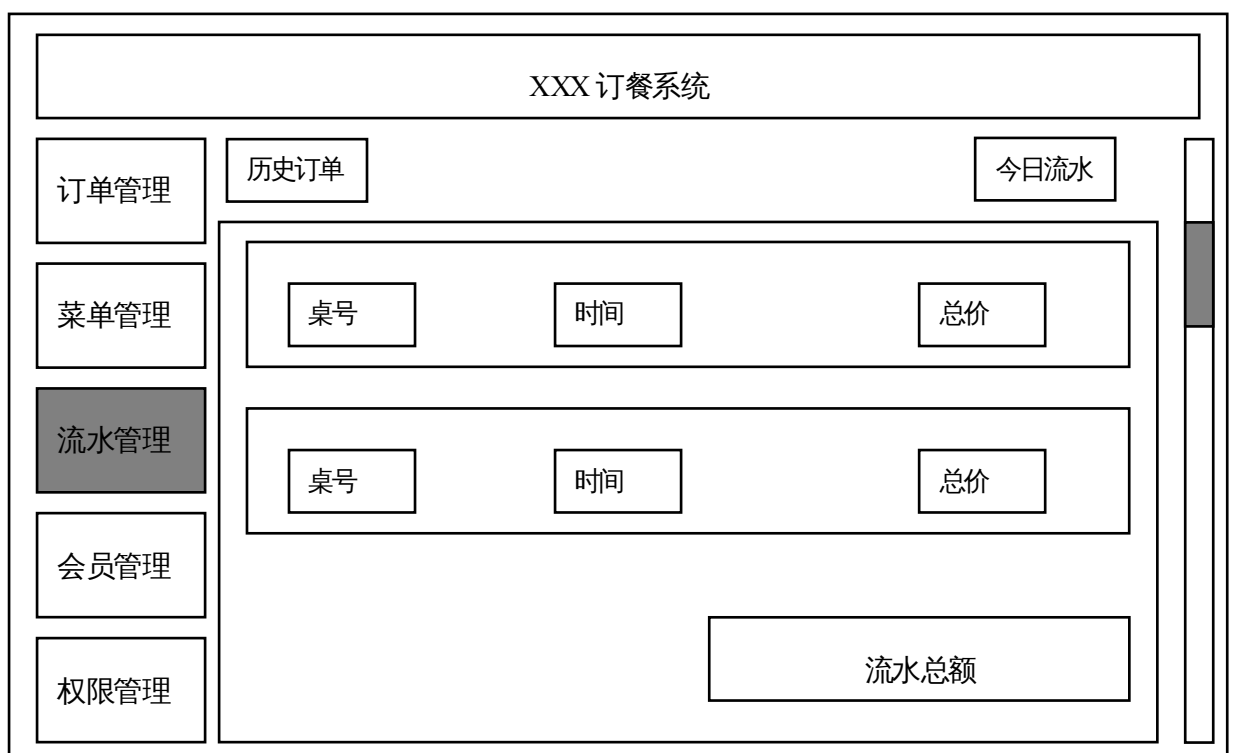 XXX 订餐系统
订单管理
历史订单
今日流水
菜单管理
桌号
时间
总价
流水管理
桌号
时间
总价
会员管理
流水总额
权限管理